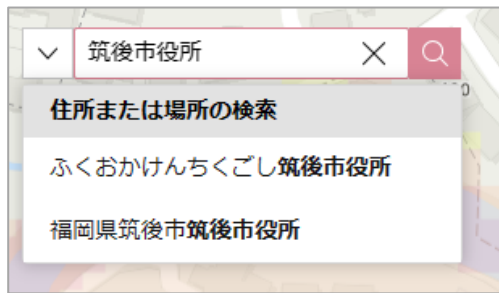 筑後市役所
住所または場所の検索
ふくおかけんちくごし筑後市役所
福岡県筑後市筑後市役所